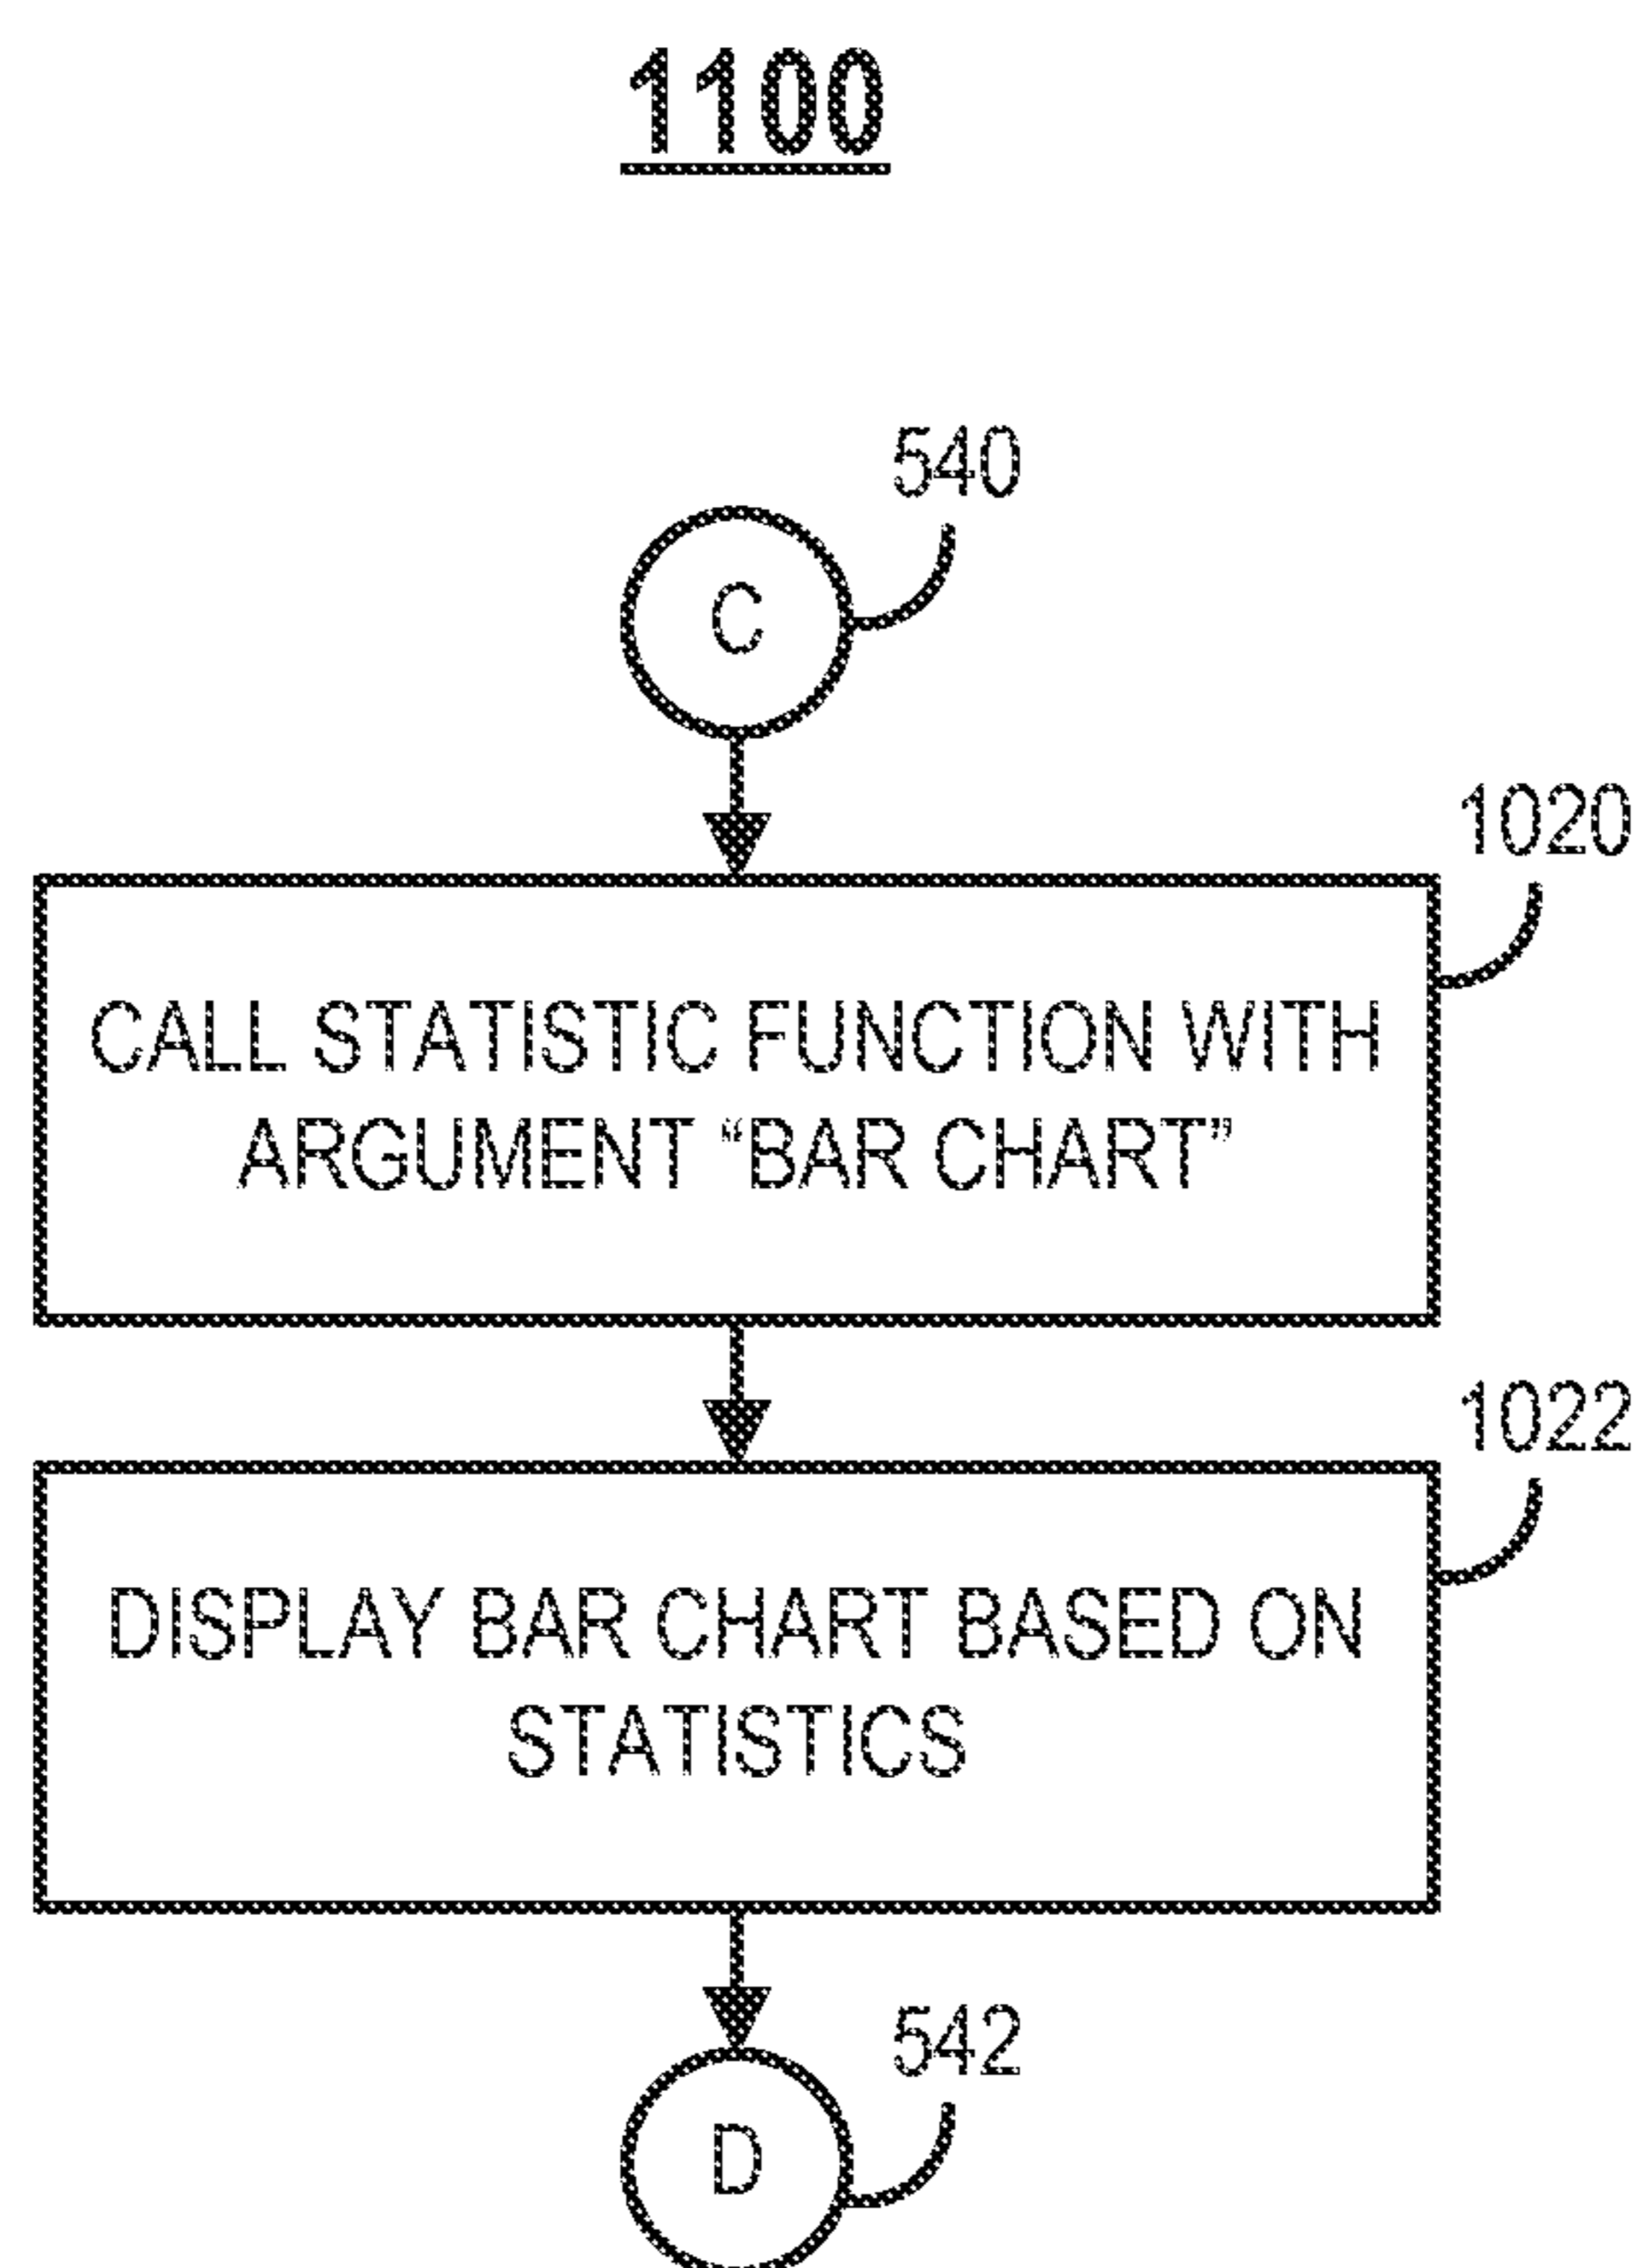 1100
540
C
1020
CALL STATISTIC FUNCTION WITH
ARGUMENT “BAR CHART”
1022
DISPLAY BAR CHART BASED ON
STATISTICS
542
D